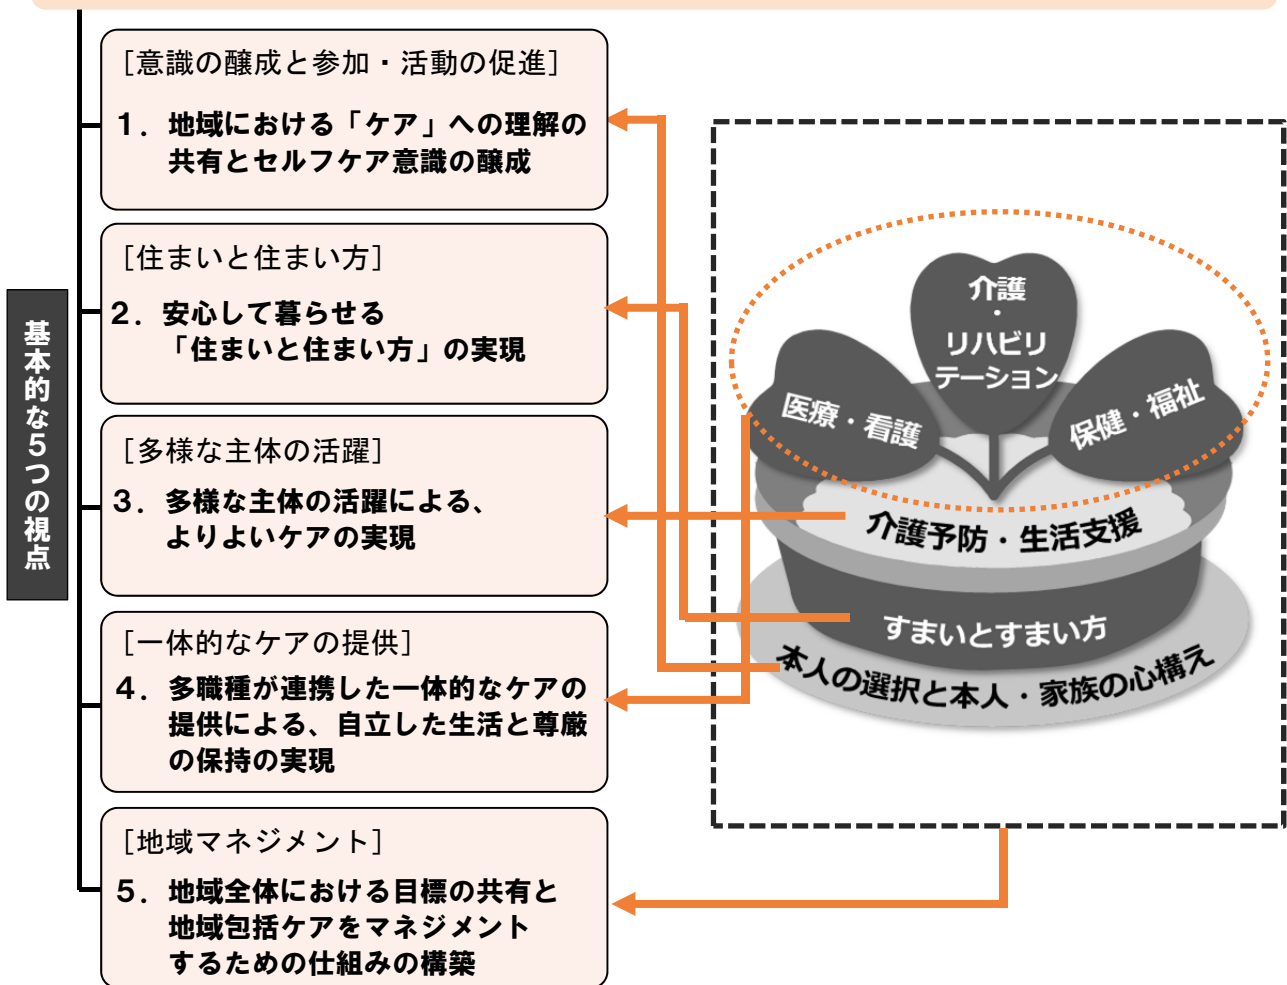 基本的な5つの視点
［意識の醸成と参加・活動の促進］
1．地域における「ケア」への理解の
共有とセルフケア意識の醸成
［住まいと住まい方］
2．安心して暮らせる
「住まいと住まい方」の実現
［多様な主体の活躍］
3．多様な主体の活躍による、
よりよいケアの実現
［一体的なケアの提供］
4．多職種が連携した一体的なケアの
提供による、自立した生活と尊厳
の保持の実現
［地域マネジメント］
5．地域全体における目標の共有と
地域包括ケアをマネジメント
するための仕組みの構築
介護
・
リハビリ
テーション
医療・看護
保健・福祉
介護予防・生活支援
すまいとすまい方
本人の選択と本人・家族の心構え